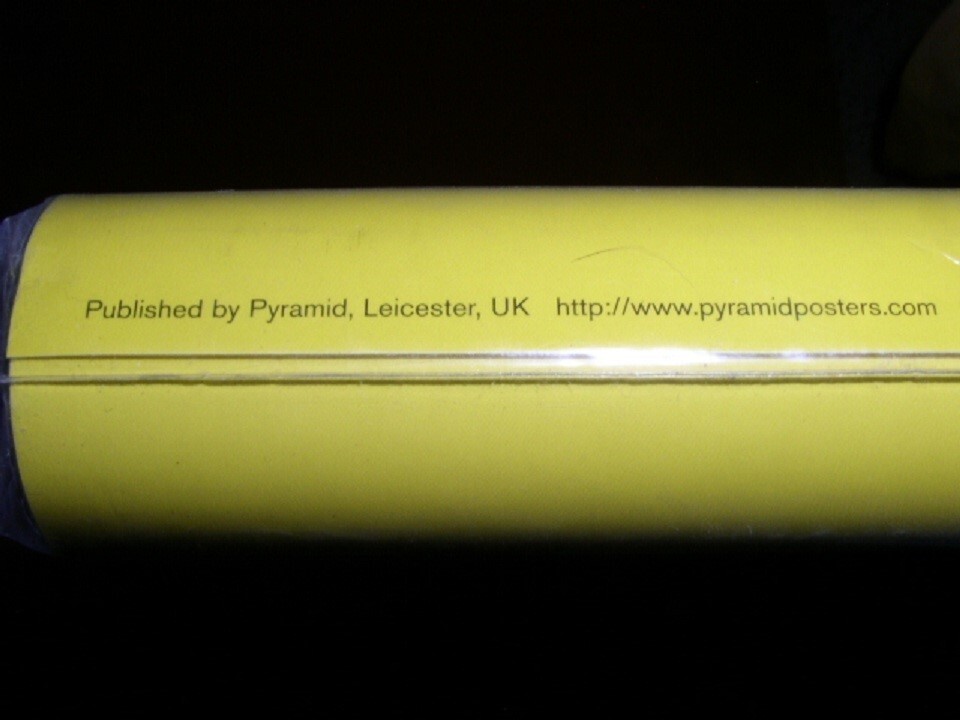 Published by Pyramid, Leicester, UK http://www.pyramidposters.com